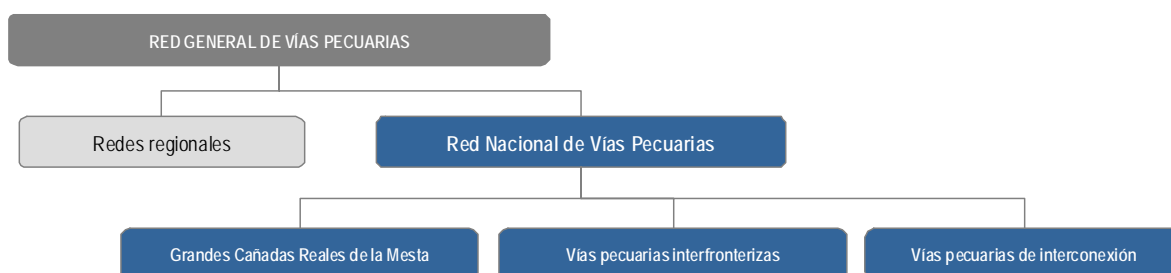 RED GENERAL DE VÍAS PECUARIAS
Redes regionales
Red Nacional de Vías Pecuarias
Grandes Cañadas Reales de la Mesta
Vías pecuarias interfronterizas
Vías pecuarias de interconexión